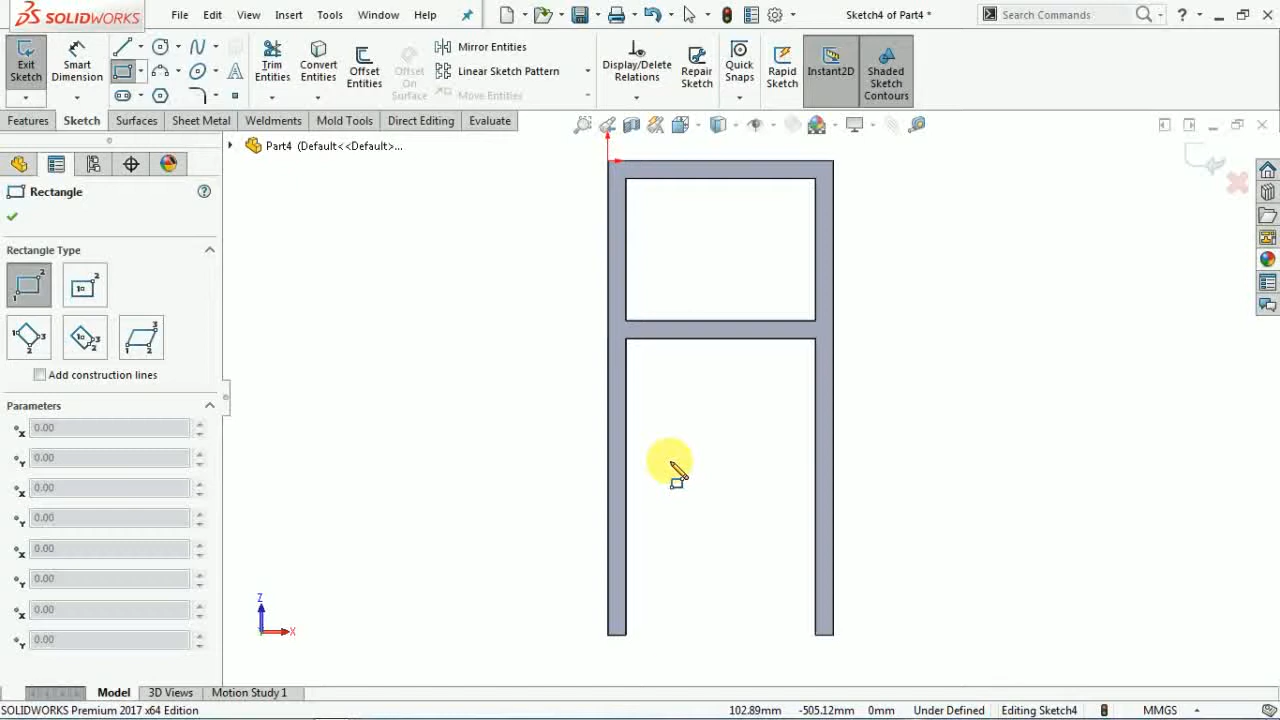 SOLIDWORKS
File Edit View Insert Tools Window Help
Sketch4 of Part4 *
Search Commands
Exit Sketch
Smart Dimension
Trim Entities
Convert Entities
Offset Entities
Offset On Surface
Mirror Entities
Linear Sketch Pattern
Move Entities
Display/Delete Relations
Repair Sketch
Quick Snaps
Rapid Sketch
Instant2D
Shaded Sketch Contours
Features Sketch Surfaces Sheet Metal Weldments Mold Tools Direct Editing Evaluate
Part4 (Default<<Default>...
Rectangle
Rectangle Type
Add construction lines
Parameters
0.00
0.00
0.00
0.00
0.00
0.00
0.00
0.00
Z
X
Model 3D Views Motion Study 1
SOLIDWORKS Premium 2017 x64 Edition
102.89mm -505.12mm 0mm Under Defined Editing Sketch4 MMGS